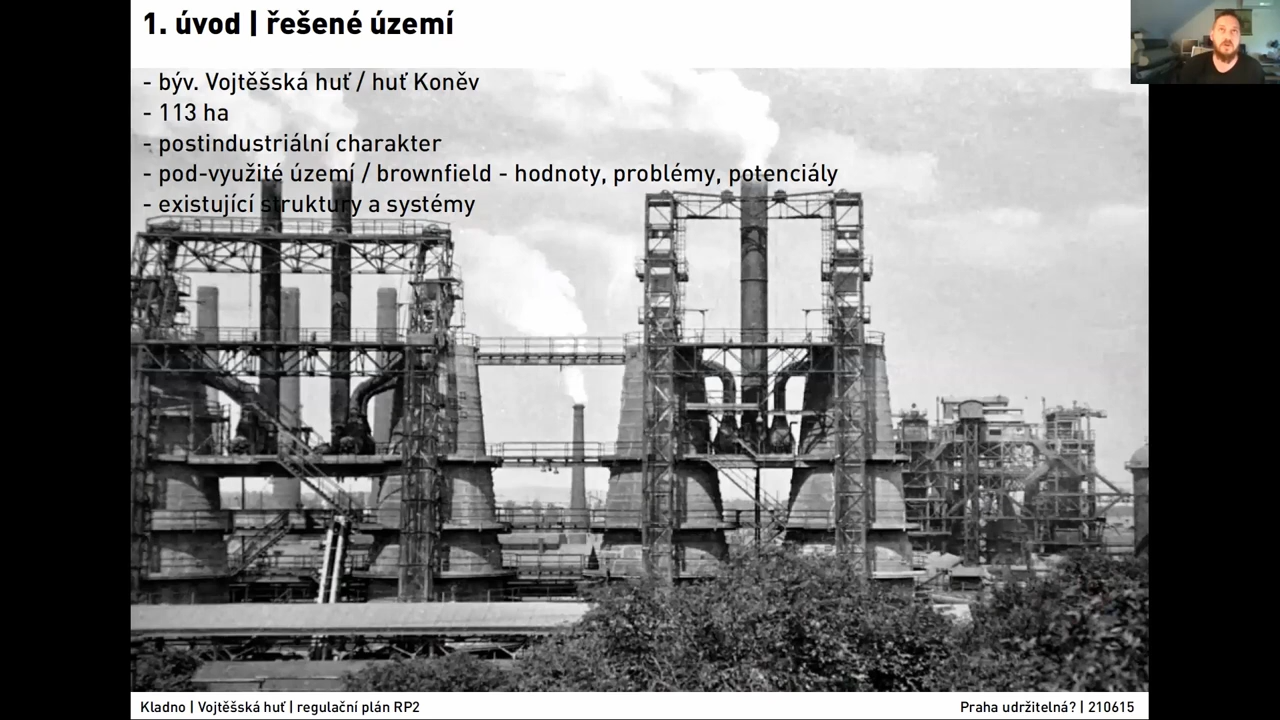 1. úvod | řešené území
- býv. Vojtěšská huť / huť Koněv
- 113 ha
- postindustriální charakter
- pod-využité území / brownfield - hodnoty, problémy, potenciály
- existující struktury a systémy
Kladno | Vojtěšská huť | regulační plán RP2
Praha udržitelná? | 210615